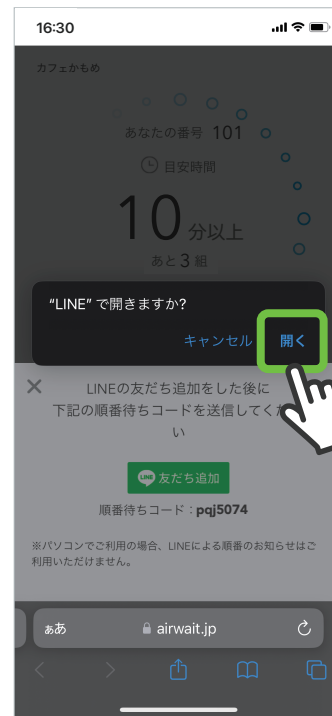 16:30
カフェかもめ
あなたの番号 101
目安時間
10 分以上
あと3組
“LINE” で開きますか?
キャンセル 開く
LINEの友だち追加をした後に
下記の順番待ちコードを送信してくださ
い
LINE 友だち追加
順番待ちコード：pqj5074
※パソコンでご利用の場合、LINEによる順番のお知らせはご
利用いただけません。
ぁあ airwait.jp